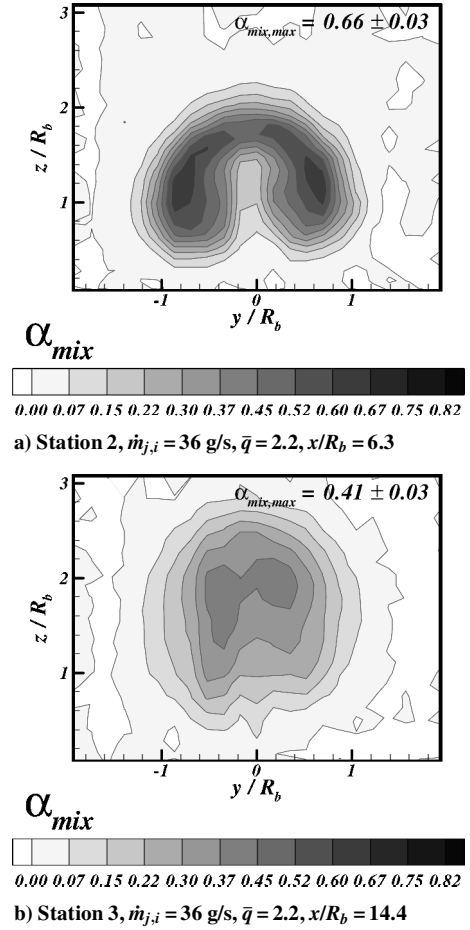 α_mix,max = 0.66 ± 0.03
3
2
1
z / R_b
-1 0 1
y / R_b
α_mix
0.00 0.07 0.15 0.22 0.30 0.37 0.45 0.52 0.60 0.67 0.75 0.82
a) Station 2, ṁ_j,i = 36 g/s, q̄ = 2.2, x/R_b = 6.3
α_mix,max = 0.41 ± 0.03
3
2
1
z / R_b
-1 0 1
y / R_b
α_mix
0.00 0.07 0.15 0.22 0.30 0.37 0.45 0.52 0.60 0.67 0.75 0.82
b) Station 3, ṁ_j,i = 36 g/s, q̄ = 2.2, x/R_b = 14.4